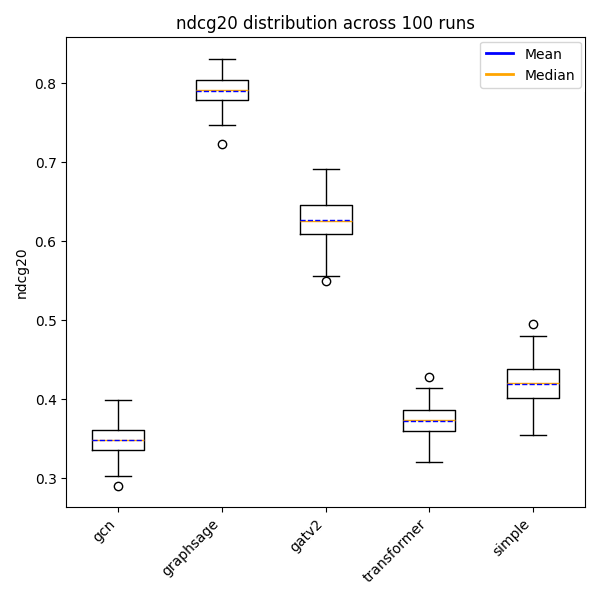 ndcg20 distribution across 100 runs
Mean
Median
ndcg20
0.8
0.7
0.6
0.5
0.4
0.3
gcn
graphsage
gatv2
transformer
simple